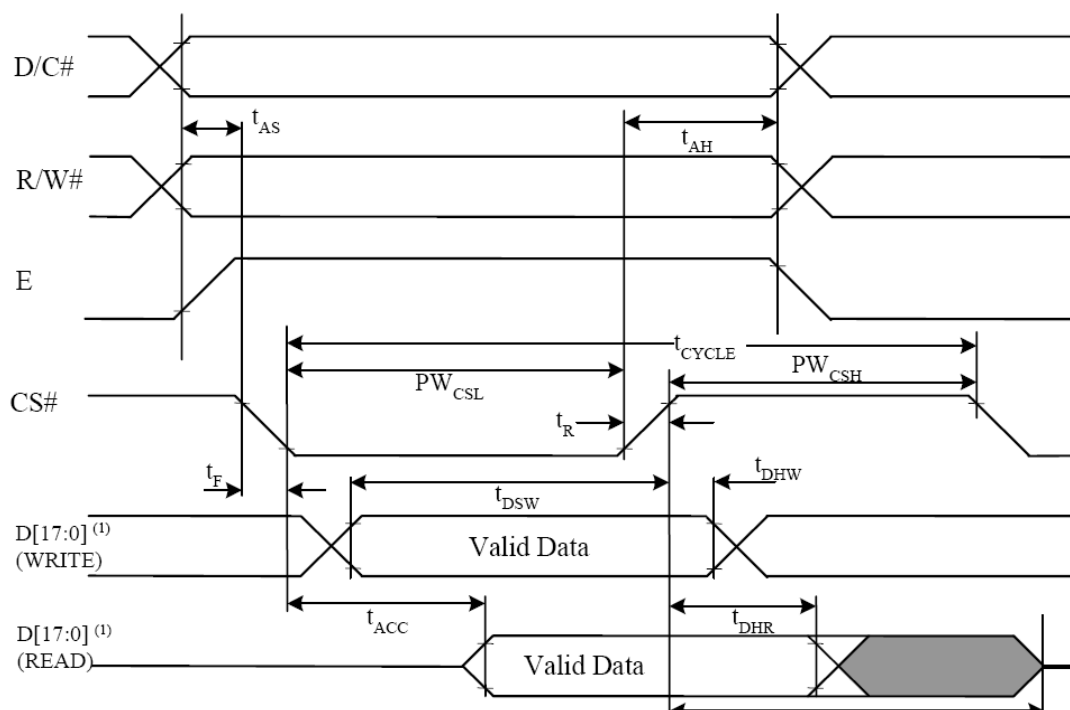 D/C#
t_AS
t_AH
R/W#
E
t_CYCLE
PW_CSL
PW_CSH
CS#
t_R
t_F
t_DSW
t_DHW
D[17:0] (1)
(WRITE)
Valid Data
t_ACC
t_DHR
D[17:0] (1)
(READ)
Valid Data